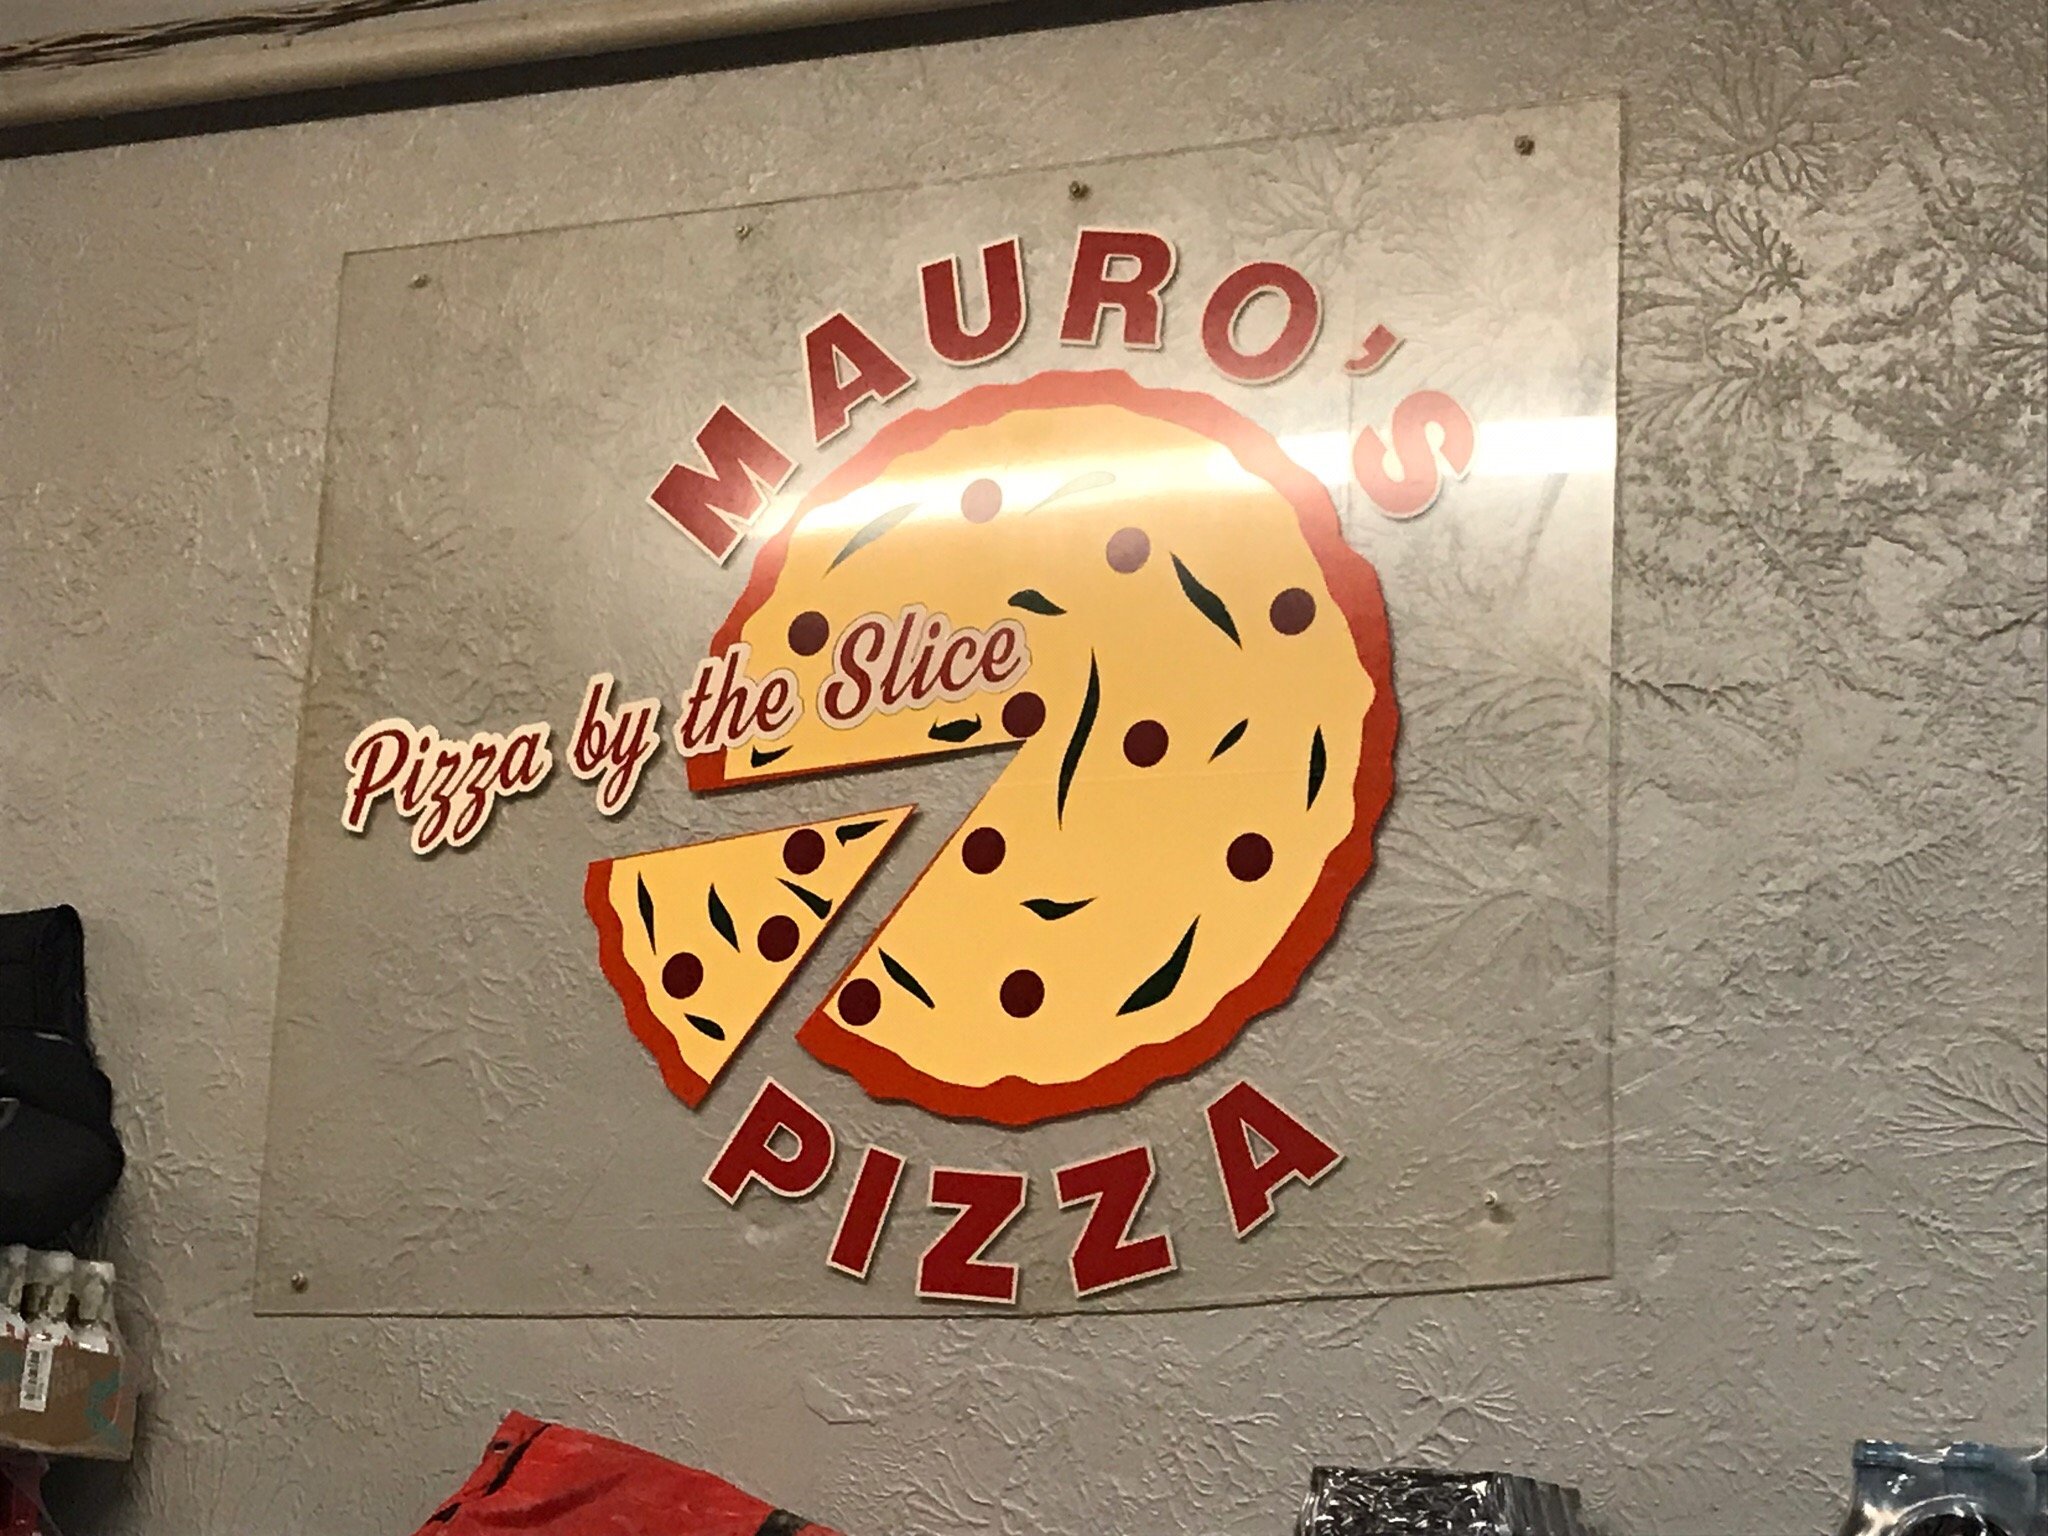 MAURO'S
Pizza by the Slice
PIZZA